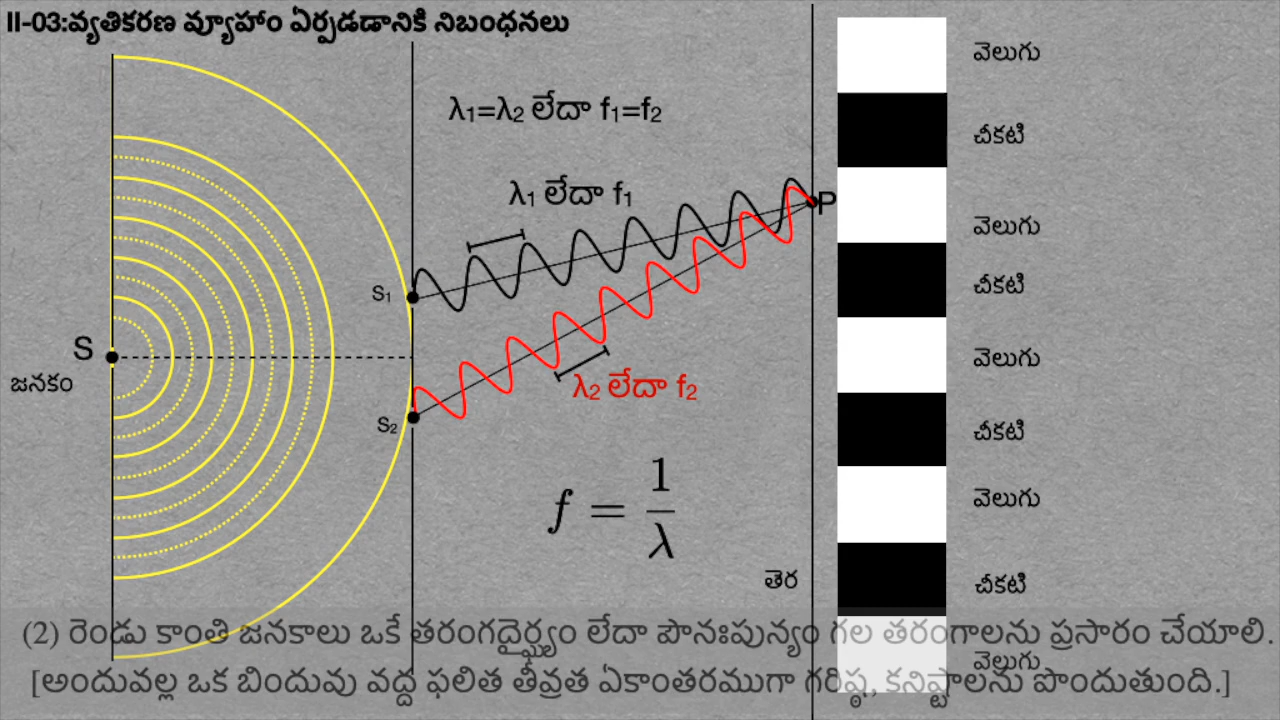 II-03:వ్యతికరణ వ్యూహాం ఏర్పడడానికి నిబంధనలు
λ₁=λ₂ లేదా f₁=f₂
λ₁ లేదా f₁
P
S₁
S
జనకం
S₂
λ₂ లేదా f₂
f = 1/λ
తెర
వెలుగు
చీకటి
వెలుగు
చీకటి
వెలుగు
చీకటి
వెలుగు
చీకటి
వెలుగు
(2) రెండు కాంతి జనకాలు ఒకే తరంగదైర్ఘ్యం లేదా పౌనఃపున్యం గల తరంగాలను ప్రసారం చేయాలి.
[అందువల్ల ఒక బిందువు వద్ద ఫలిత తీవ్రత ఏకాంతరముగా గరిష్ఠ, కనిష్టాలను పొందుతుంది.]